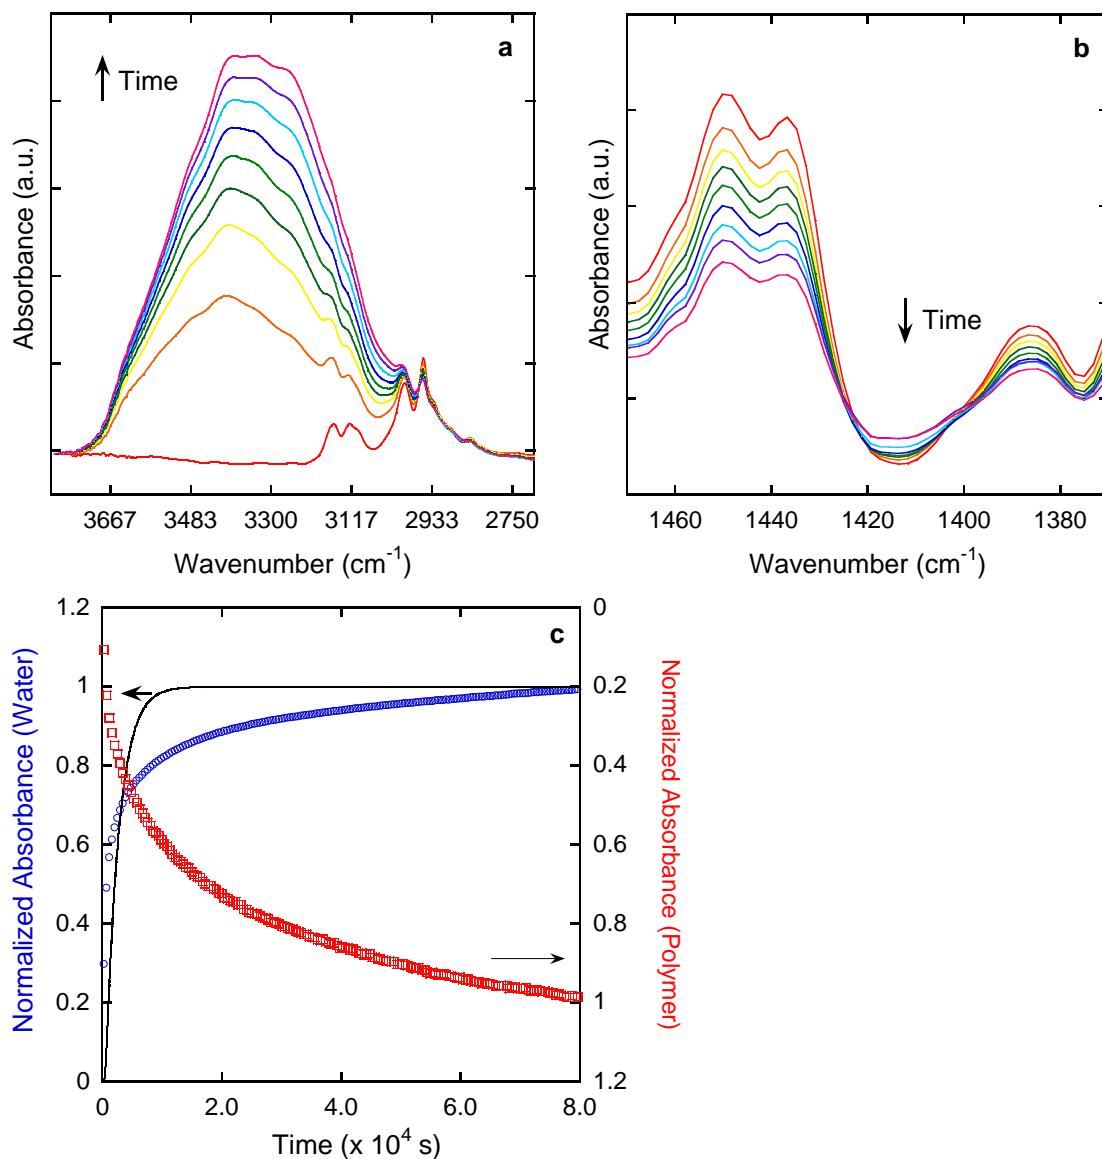 a
Time
Absorbance (a.u.)
3667 3483 3300 3117 2933 2750
Wavenumber (cm-1)
b
Time
Absorbance (a.u.)
1460 1440 1420 1400 1380
Wavenumber (cm-1)
c
Normalized Absorbance (Water)
1.2
1
0.8
0.6
0.4
0.2
0
0
0.2
0.4
0.6
0.8
1
1.2
Normalized Absorbance (Polymer)
0 2.0 4.0 6.0 8.0
Time (x 10⁴ s)